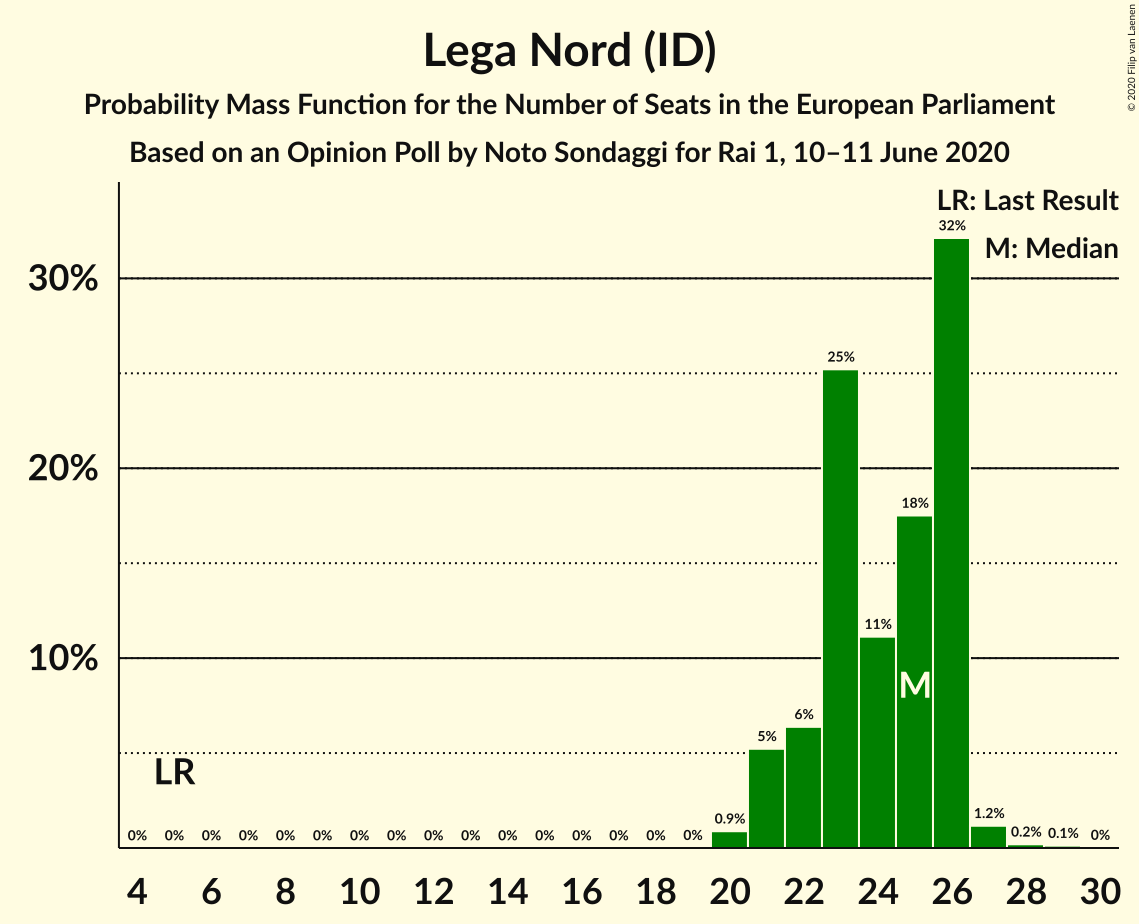 Lega Nord (ID)
Probability Mass Function for the Number of Seats in the European Parliament
Based on an Opinion Poll by Noto Sondaggi for Rai 1, 10–11 June 2020
© 2020 Filip van Laenen
LR: Last Result
M: Median
32%
30%
25%
20%
18%
11%
10%
M
6%
5%
LR
0% 0% 0% 0% 0% 0% 0% 0% 0% 0% 0% 0% 0% 0% 0% 0% 0.9% 1.2% 0.2% 0.1% 0%
4 6 8 10 12 14 16 18 20 22 24 26 28 30